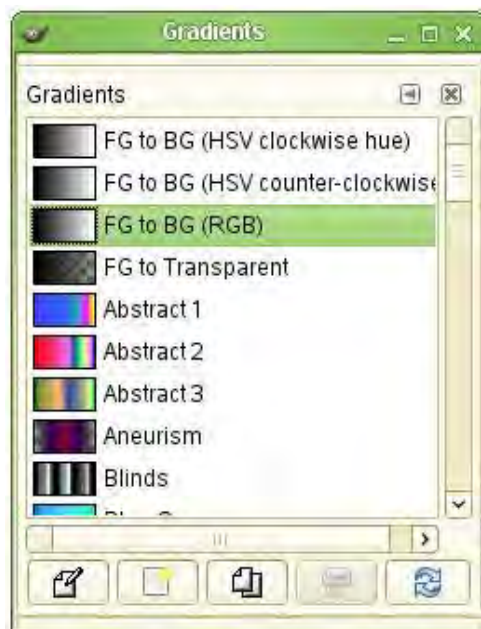 Gradients
Gradients
FG to BG (HSV clockwise hue)
FG to BG (HSV counter-clockwise
FG to BG (RGB)
FG to Transparent
Abstract 1
Abstract 2
Abstract 3
Aneurism
Blinds